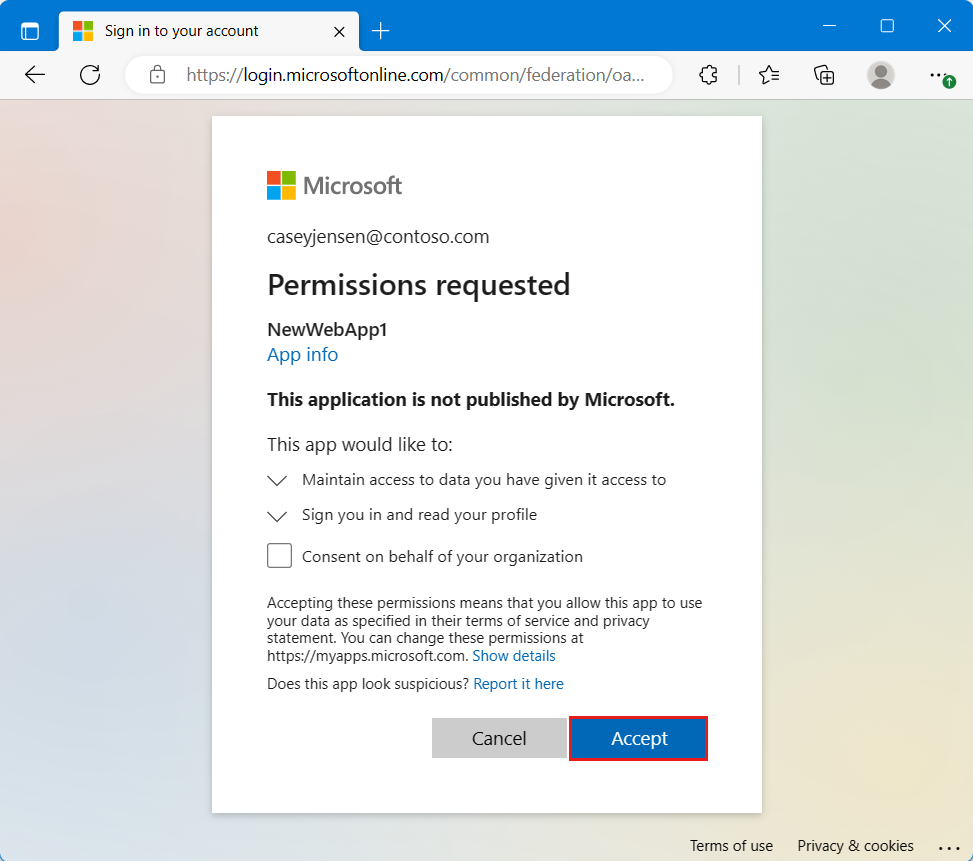 Sign in to your account
https://login.microsoftonline.com/common/federation/oa...
Microsoft
caseyjensen@contoso.com
Permissions requested
NewWebApp1
App info
This application is not published by Microsoft.
This app would like to:
Maintain access to data you have given it access to
Sign you in and read your profile
Consent on behalf of your organization
Accepting these permissions means that you allow this app to use
your data as specified in their terms of service and privacy
statement. You can change these permissions at
https://myapps.microsoft.com. Show details
Does this app look suspicious? Report it here
Cancel Accept
Terms of use Privacy & cookies ...